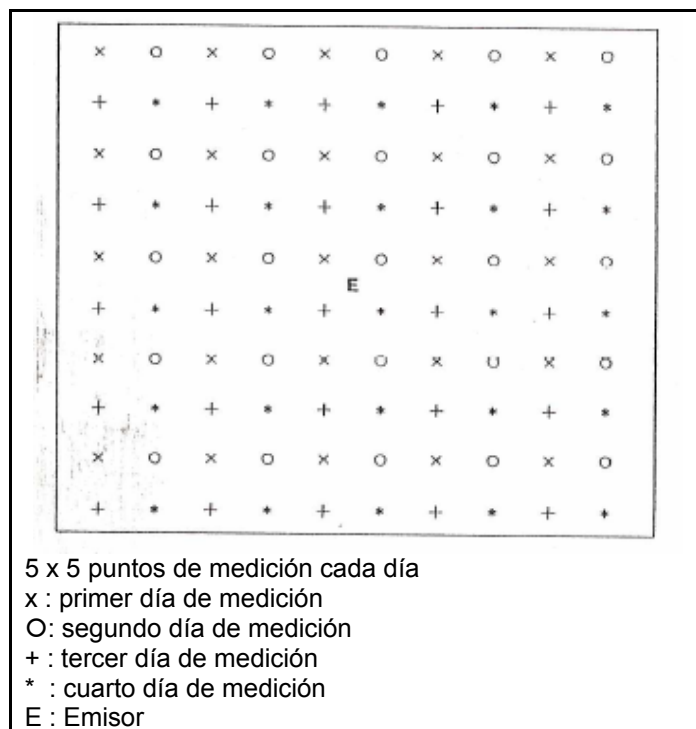 x O x O x O x O x O
+ * + * + * + * + *
x O x O x O x O x O
+ * + * + * + * + *
x O x O x O x O x O
E
+ * + * + * + * + *
x O x O x O x O x O
+ * + * + * + * + *
x O x O x O x O x O
+ * + * + * + * + *
5 x 5 puntos de medición cada día
x : primer día de medición
O: segundo día de medición
+ : tercer día de medición
* : cuarto día de medición
E : Emisor